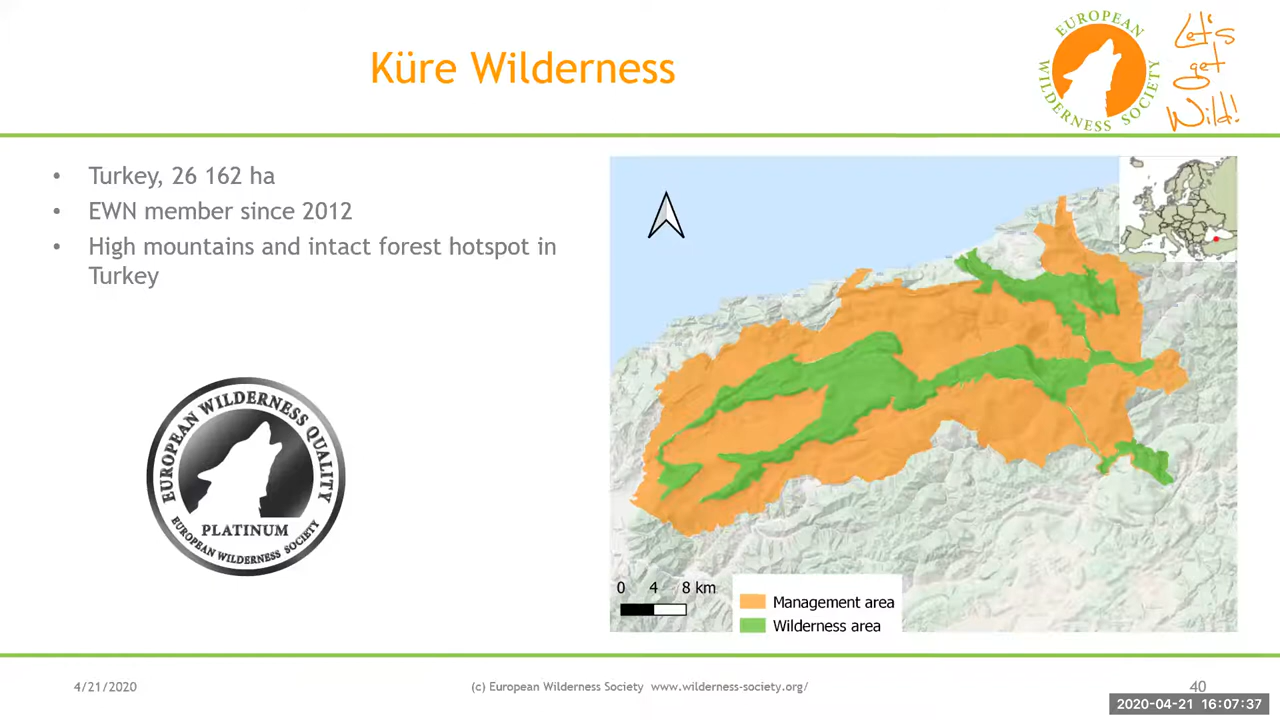 Küre Wilderness
EUROPEAN
WILDERNESS SOCIETY
Let's
get
Wild!
• Turkey, 26 162 ha
• EWN member since 2012
• High mountains and intact forest hotspot in
Turkey
EUROPEAN WILDERNESS QUALITY
PLATINUM
EUROPEAN WILDERNESS SOCIETY
0 4 8 km
Management area
Wilderness area
4/21/2020
(c) European Wilderness Society www.wilderness-society.org/
40
2020-04-21 16:07:37